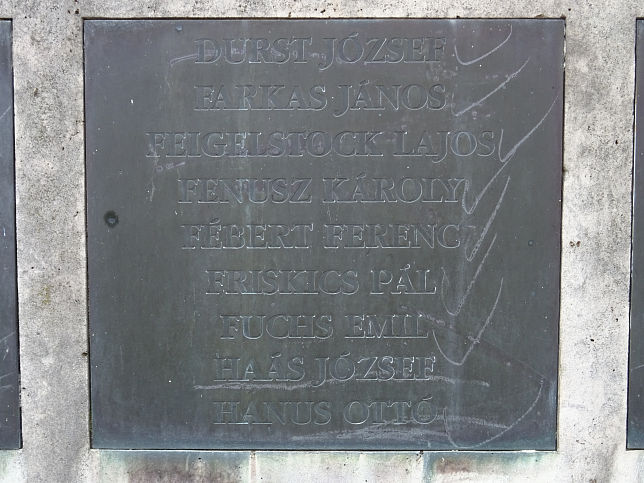 DURST JÓZSEF
FARKAS JÁNOS
FEIGELSTOCK LAJOS
FENUSZ KÁROLY
FÉBERT FERENC
FRISKICS PÁL
FUCHS EMIL
HAÁS JÓZSEF
HANUS OTTÓ